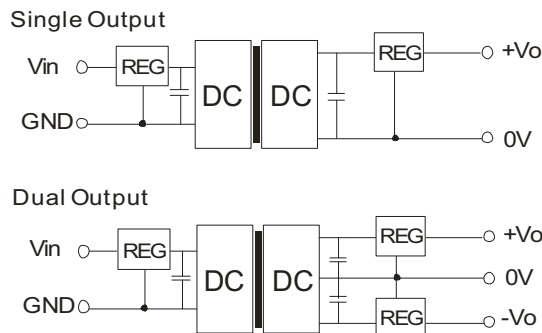 Single Output
Vin REG DC DC REG +Vo
GND 0V
Dual Output
Vin REG DC DC REG +Vo
0V
GND REG -Vo